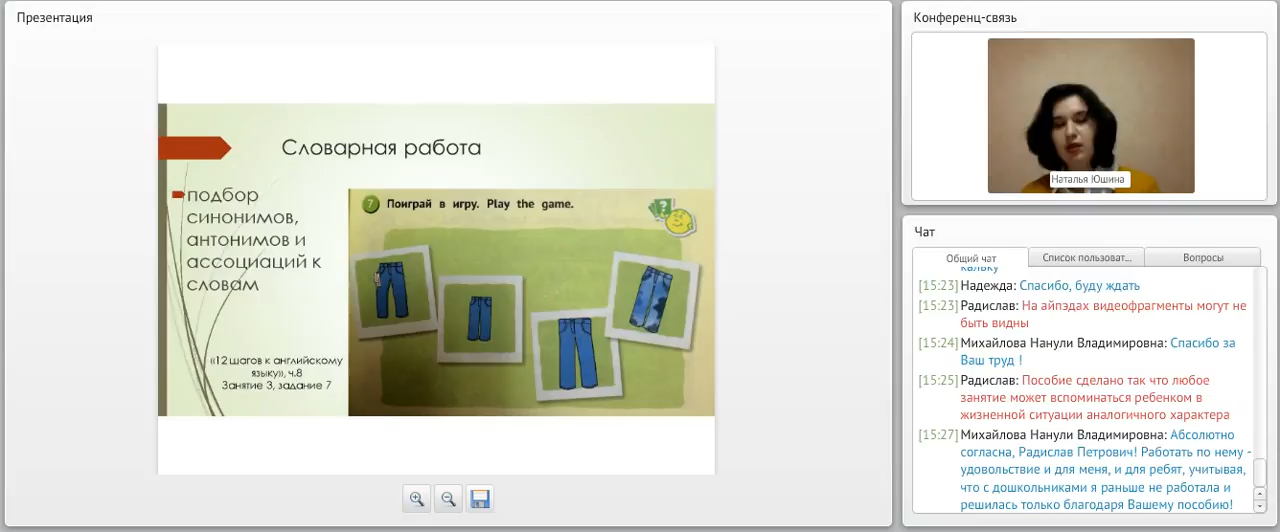 Презентация
Словарная работа
подбор
синонимов,
антонимов и
ассоциаций к
словам
«12 шагов к английскому
языку», ч.8
Занятие 3, задание 7
7 Поиграй в игру. Play the game.
?
Конференц-связь
Наталья Юшина
Чат
Общий чат
Список пользоват...
Вопросы
кальку
[15:23] Надежда: Спасибо, буду ждать
[15:23] Радислав: На айпэдах видеофрагменты могут не
быть видны
[15:24] Михайлова Нанули Владимировна: Спасибо за
Ваш труд !
[15:25] Радислав: Пособие сделано так что любое
занятие может вспоминаться ребенком в
жизненной ситуации аналогичного характера
[15:27] Михайлова Нанули Владимировна: Абсолютно
согласна, Радислав Петрович! Работать по нему -
удовольствие и для меня, и для ребят, учитывая,
что с дошкольниками я раньше не работала и
решилась только благодаря Вашему пособию!